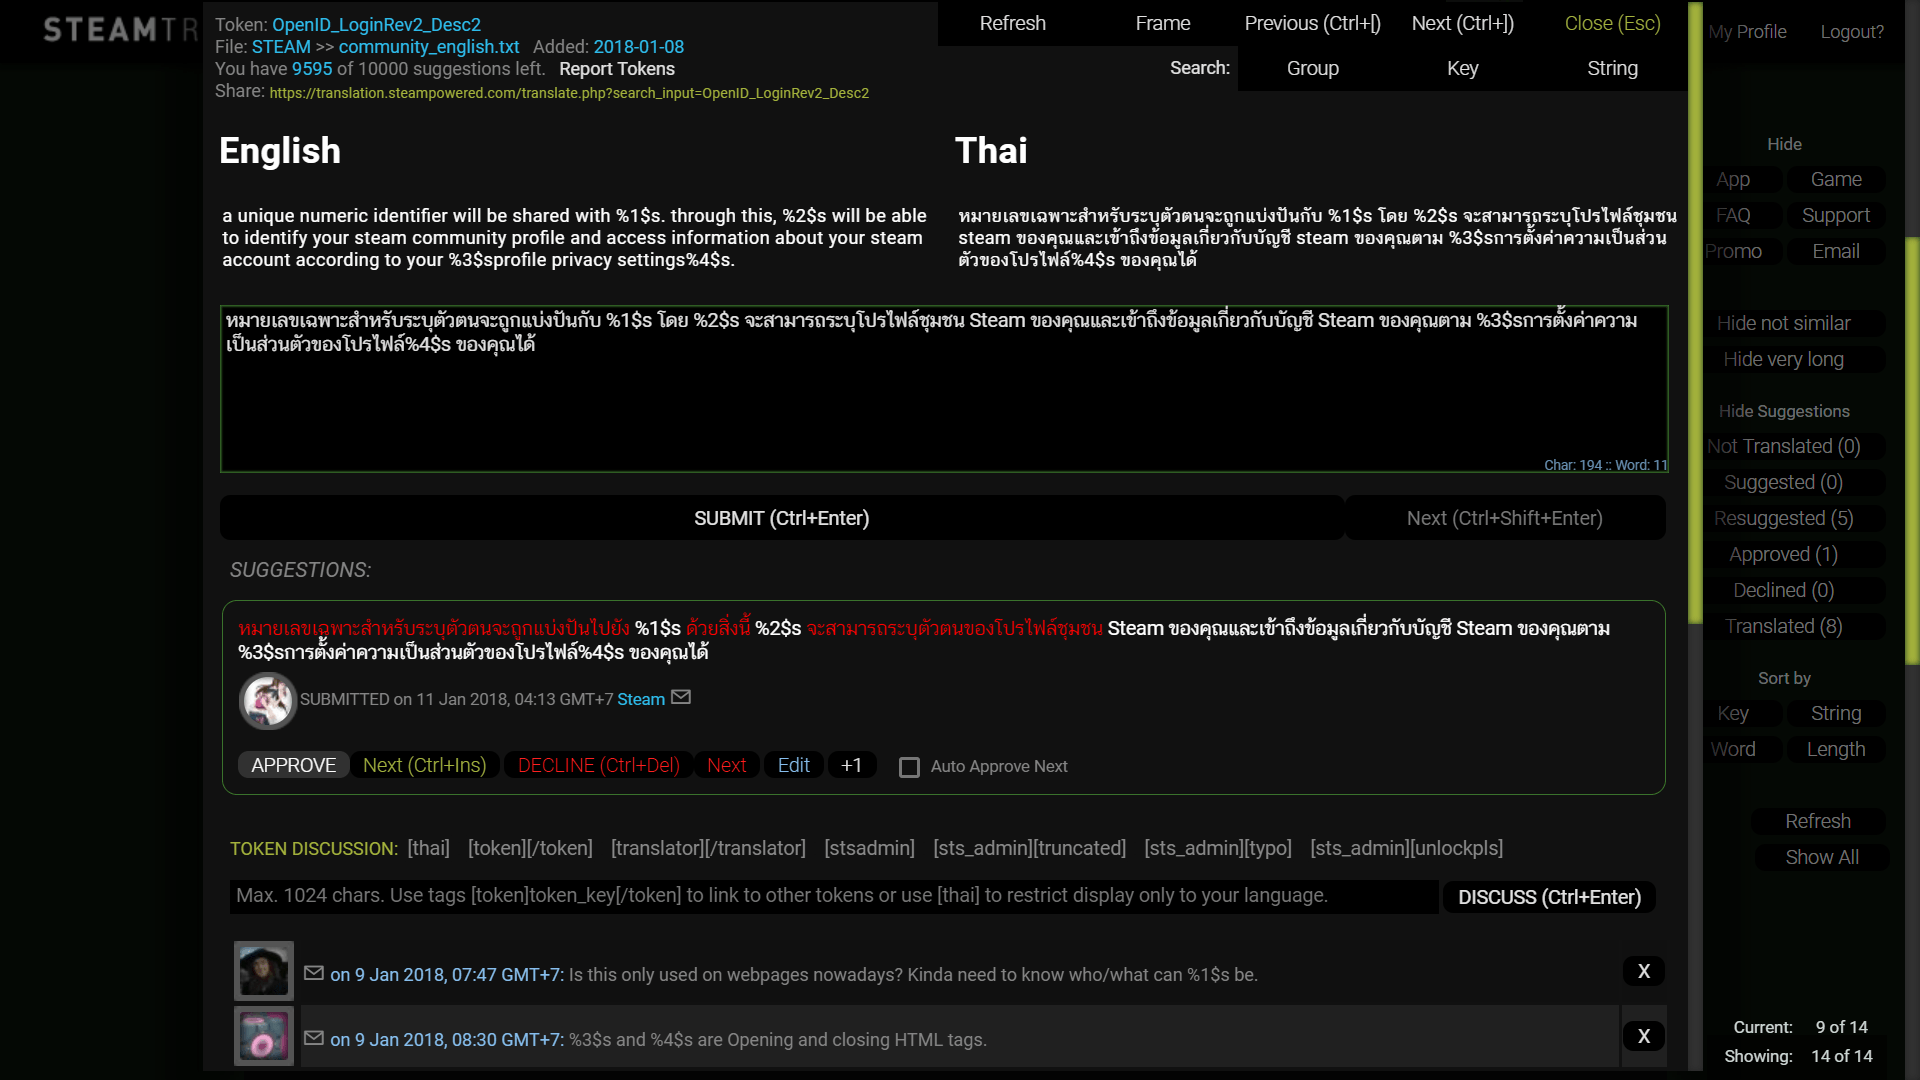 STEAMTR
Token: OpenID_LoginRev2_Desc2
File: STEAM >> community_english.txt Added: 2018-01-08
You have 9595 of 10000 suggestions left. Report Tokens
Share: https://translation.steampowered.com/translate.php?search_input=OpenID_LoginRev2_Desc2
Refresh Frame Previous (Ctrl+[) Next (Ctrl+]) Close (Esc)
Search: Group Key String
My Profile Logout?
English
a unique numeric identifier will be shared with %1$s. through this, %2$s will be able
to identify your steam community profile and access information about your steam
account according to your %3$sprofile privacy settings%4$s.
Thai
หมายเลขเฉพาะสำหรับระบุตัวตนจะถูกแบ่งปันกับ %1$s โดย %2$s จะสามารถระบุโปรไฟล์ชุมชน
steam ของคุณและเข้าถึงข้อมูลเกี่ยวกับบัญชี steam ของคุณตาม %3$sการตั้งค่าความเป็นส่วน
ตัวของโปรไฟล์%4$s ของคุณได้
หมายเลขเฉพาะสำหรับระบุตัวตนจะถูกแบ่งปันกับ %1$s โดย %2$s จะสามารถระบุโปรไฟล์ชุมชน Steam ของคุณและเข้าถึงข้อมูลเกี่ยวกับบัญชี Steam ของคุณตาม %3$sการตั้งค่าความ
เป็นส่วนตัวของโปรไฟล์%4$s ของคุณได้
Char: 194 :: Word: 11
SUBMIT (Ctrl+Enter) Next (Ctrl+Shift+Enter)
SUGGESTIONS:
หมายเลขเฉพาะสำหรับระบุตัวตนจะถูกแบ่งปันไปยัง %1$s ด้วยสิ่งนี้ %2$s จะสามารถระบุตัวตนของโปรไฟล์ชุมชน Steam ของคุณและเข้าถึงข้อมูลเกี่ยวกับบัญชี Steam ของคุณตาม
%3$sการตั้งค่าความเป็นส่วนตัวของโปรไฟล์%4$s ของคุณได้
SUBMITTED on 11 Jan 2018, 04:13 GMT+7 Steam
APPROVE Next (Ctrl+Ins) DECLINE (Ctrl+Del) Next Edit +1 Auto Approve Next
TOKEN DISCUSSION: [thai] [token][/token] [translator][/translator] [stsadmin] [sts_admin][truncated] [sts_admin][typo] [sts_admin][unlockpls]
Max. 1024 chars. Use tags [token]token_key[/token] to link to other tokens or use [thai] to restrict display only to your language.
DISCUSS (Ctrl+Enter)
on 9 Jan 2018, 07:47 GMT+7: Is this only used on webpages nowadays? Kinda need to know who/what can %1$s be.
X
on 9 Jan 2018, 08:30 GMT+7: %3$s and %4$s are Opening and closing HTML tags.
X
Hide
App Game
FAQ Support
Promo Email
Hide not similar
Hide very long
Hide Suggestions
Not Translated (0)
Suggested (0)
Resuggested (5)
Approved (1)
Declined (0)
Translated (8)
Sort by
Key String
Word Length
Refresh
Show All
Current: 9 of 14
Showing: 14 of 14